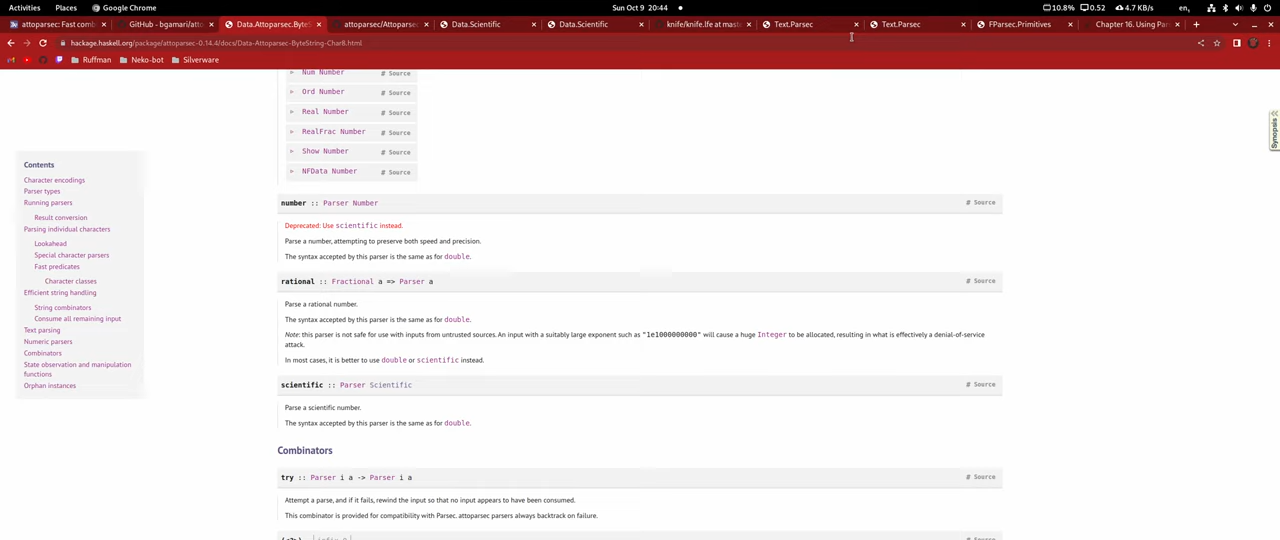 Activities Places Google Chrome Sun Oct 9 20:44 10.8% 0.52 4.7 KB/s en
attoparsec: Fast comb GitHub - bgamari/atto Data.Attoparsec.ByteS attoparsec/Attoparsec Data.Scientific Data.Scientific knife/knife.lfe at mast Text.Parsec Text.Parsec FParsec.Primitives Chapter 16. Using Par
hackage.haskell.org/package/attoparsec-0.14.4/docs/Data-Attoparsec-ByteString-Char8.html
Ruffman Neko-bot Silverware
Num Number # Source
Ord Number # Source
Real Number # Source
RealFrac Number # Source
Show Number # Source
NFData Number # Source
Synopsis
Contents
Character encodings
Parser types
Running parsers
Result conversion
Parsing individual characters
Lookahead
Special character parsers
Fast predicates
Character classes
Efficient string handling
String combinators
Consume all remaining input
Text parsing
Numeric parsers
Combinators
State observation and manipulation
functions
Orphan instances
number :: Parser Number # Source
Deprecated: Use scientific instead.
Parse a number, attempting to preserve both speed and precision.
The syntax accepted by this parser is the same as for double.
rational :: Fractional a => Parser a # Source
Parse a rational number.
The syntax accepted by this parser is the same as for double.
Note: this parser is not safe for use with inputs from untrusted sources. An input with a suitably large exponent such as "1e1000000000" will cause a huge Integer to be allocated, resulting in what is effectively a denial-of-service
attack.
In most cases, it is better to use double or scientific instead.
scientific :: Parser Scientific # Source
Parse a scientific number.
The syntax accepted by this parser is the same as for double.
Combinators
try :: Parser i a -> Parser i a # Source
Attempt a parse, and if it fails, rewind the input so that no input appears to have been consumed.
This combinator is provided for compatibility with Parsec. attoparsec parsers always backtrack on failure.